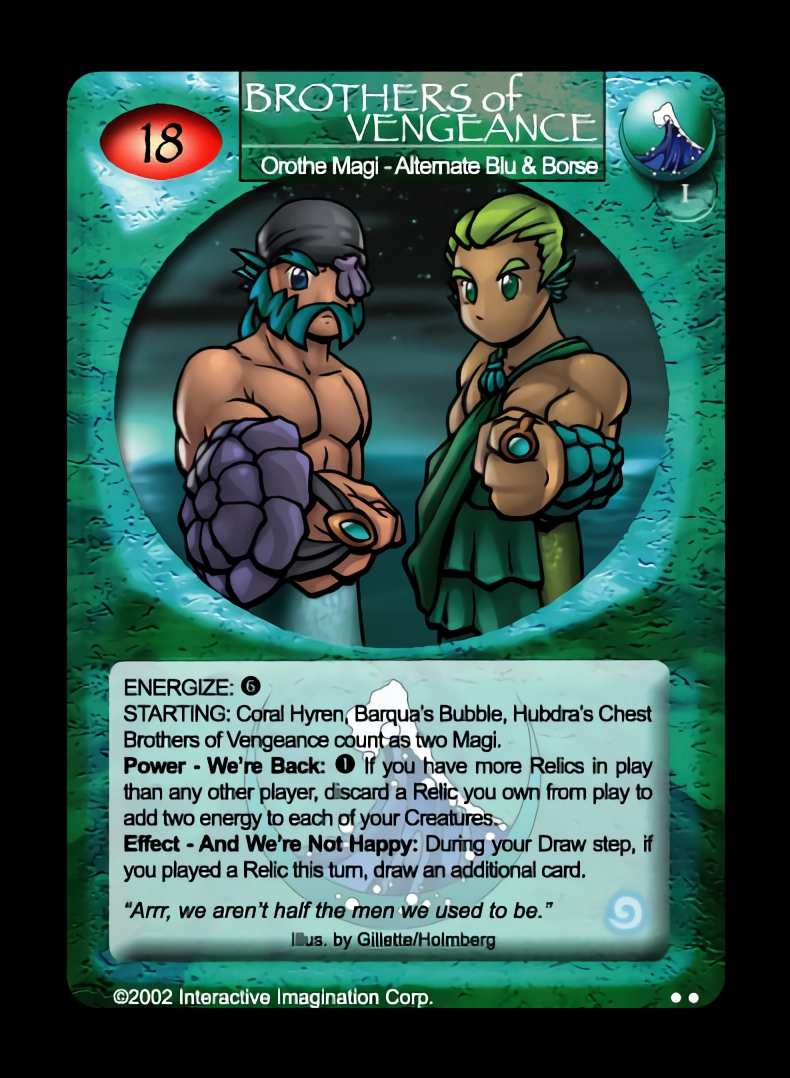 BROTHERS of
VENGEANCE
18
Orothe Magi - Alternate Blu & Borse
1
ENERGIZE: ❻
STARTING: Coral Hyren, Barqua's Bubble, Hubdra's Chest
Brothers of Vengeance count as two Magi.
Power - We're Back: ❶ If you have more Relics in play
than any other player, discard a Relic you own from play to
add two energy to each of your Creatures.
Effect - And We're Not Happy: During your Draw step, if
you played a Relic this turn, draw an additional card.
“Arrr, we aren't half the men we used to be.”
Illus. by Gillette/Holmberg
©2002 Interactive Imagination Corp.